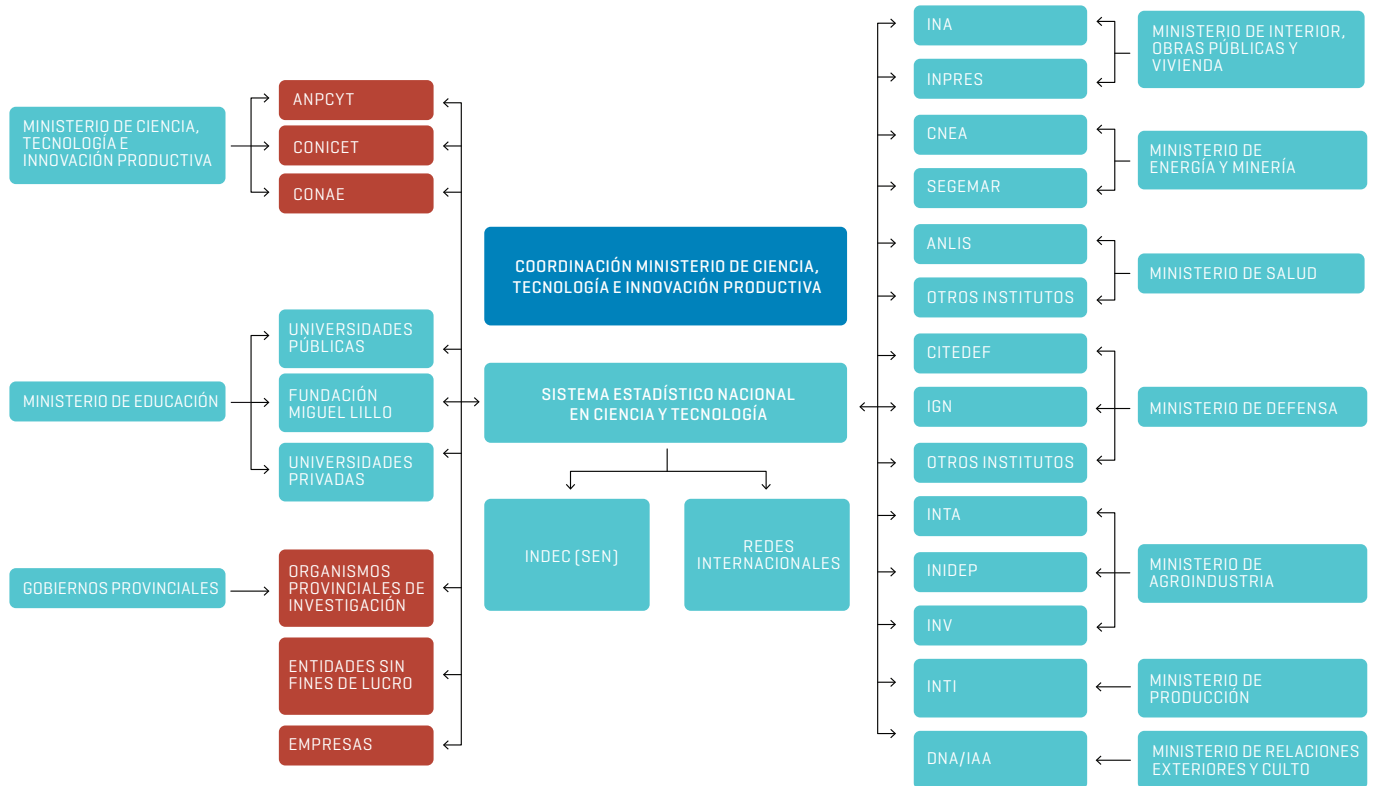 MINISTERIO DE CIENCIA,
TECNOLOGÍA E
INNOVACIÓN PRODUCTIVA
ANPCYT
CONICET
CONAE
MINISTERIO DE EDUCACIÓN
UNIVERSIDADES
PÚBLICAS
FUNDACIÓN
MIGUEL LILLO
UNIVERSIDADES
PRIVADAS
GOBIERNOS PROVINCIALES
ORGANISMOS
PROVINCIALES DE
INVESTIGACIÓN
ENTIDADES SIN
FINES DE LUCRO
EMPRESAS
COORDINACIÓN MINISTERIO DE CIENCIA,
TECNOLOGÍA E INNOVACIÓN PRODUCTIVA
SISTEMA ESTADÍSTICO NACIONAL
EN CIENCIA Y TECNOLOGÍA
INDEC (SEN)
REDES
INTERNACIONALES
INA
INPRES
MINISTERIO DE INTERIOR,
OBRAS PÚBLICAS Y
VIVIENDA
CNEA
SEGEMAR
MINISTERIO DE
ENERGÍA Y MINERÍA
ANLIS
OTROS INSTITUTOS
MINISTERIO DE SALUD
CITEDEF
IGN
OTROS INSTITUTOS
MINISTERIO DE DEFENSA
INTA
INIDEP
INV
MINISTERIO DE
AGROINDUSTRIA
INTI
MINISTERIO DE
PRODUCCIÓN
DNA/IAA
MINISTERIO DE RELACIONES
EXTERIORES Y CULTO